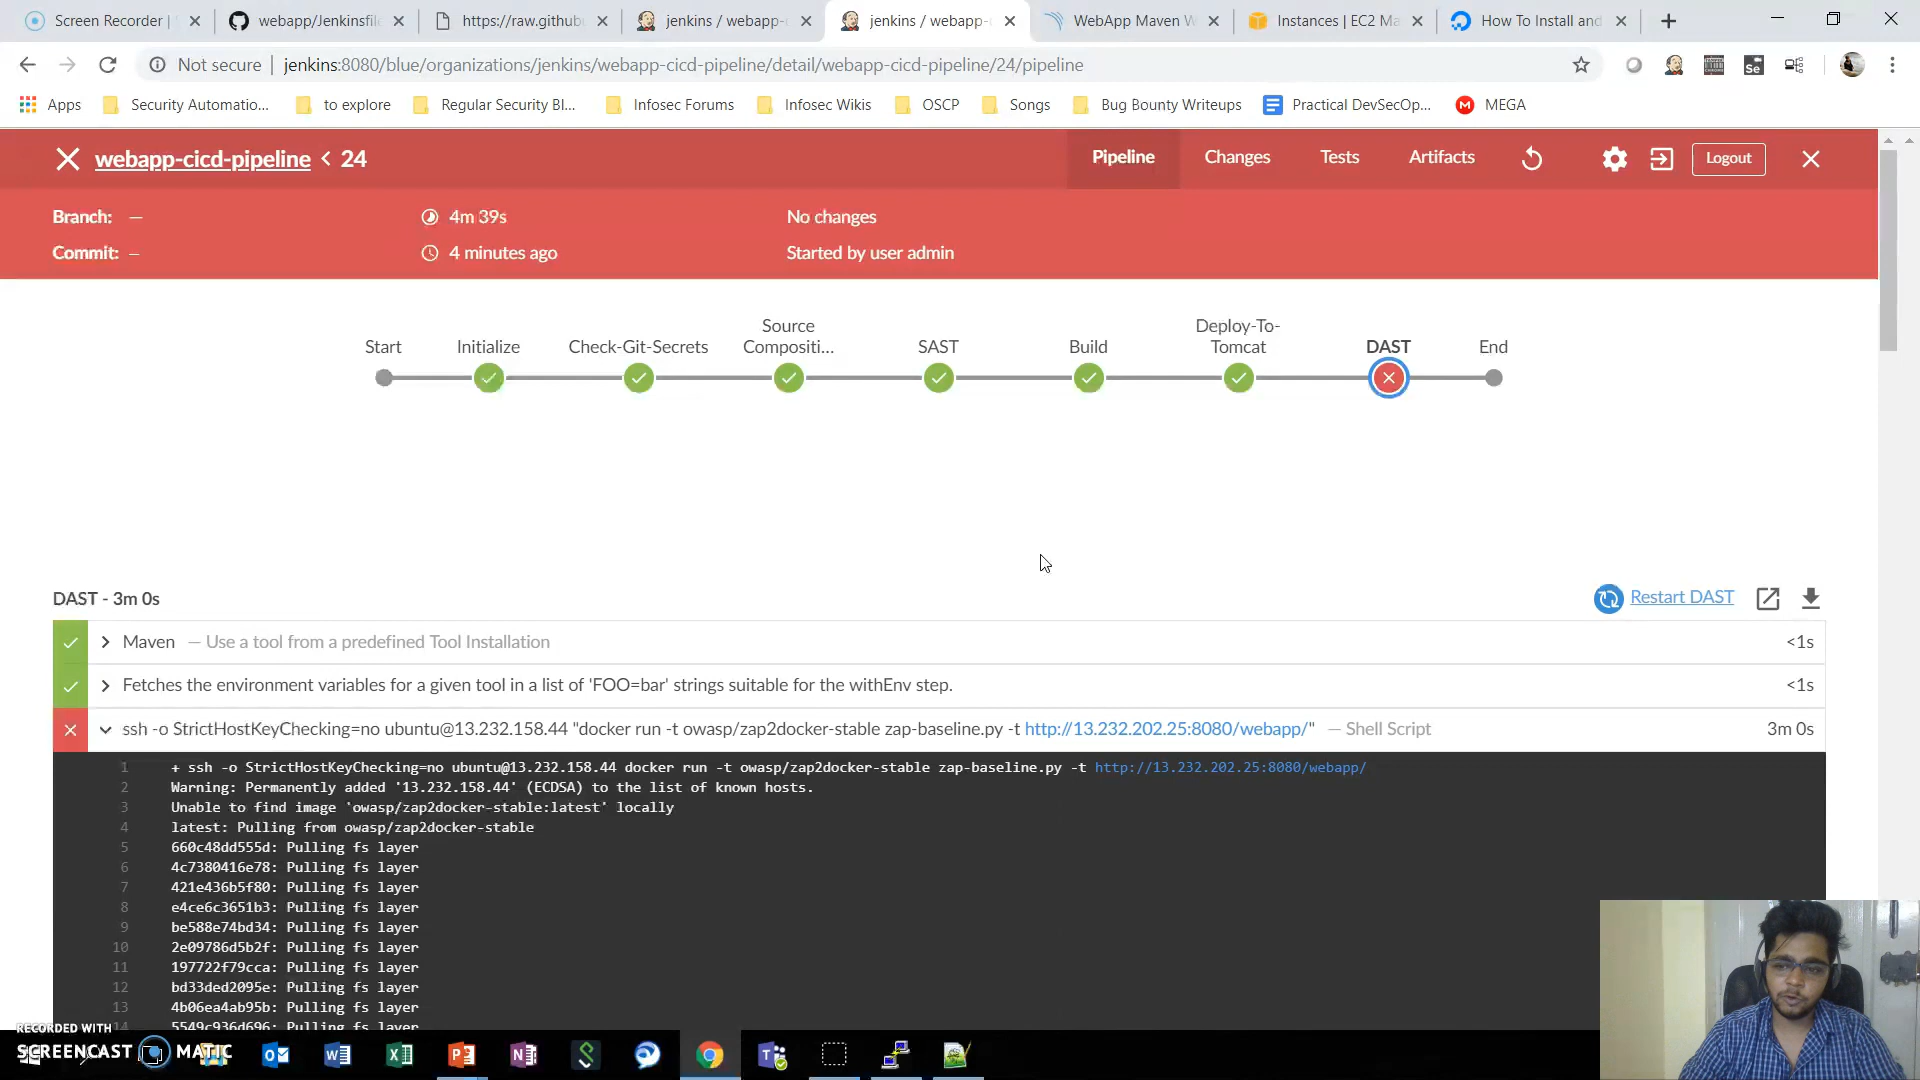 Screen Recorder |
webapp/Jenkinsfile
https://raw.github
jenkins / webapp-
jenkins / webapp-
WebApp Maven W
Instances | EC2 Ma
How To Install and
Not secure
jenkins:8080/blue/organizations/jenkins/webapp-cicd-pipeline/detail/webapp-cicd-pipeline/24/pipeline
Se
Apps
Security Automatio...
to explore
Regular Security Bl...
Infosec Forums
Infosec Wikis
OSCP
Songs
Bug Bounty Writeups
Practical DevSecOp...
M MEGA
webapp-cicd-pipeline < 24
Pipeline
Changes
Tests
Artifacts
Logout
Branch: —
4m 39s
No changes
Commit: —
4 minutes ago
Started by user admin
Start
Initialize
Check-Git-Secrets
Source
Compositi...
SAST
Build
Deploy-To-
Tomcat
DAST
End
DAST - 3m 0s
Restart DAST
Maven — Use a tool from a predefined Tool Installation
<1s
Fetches the environment variables for a given tool in a list of 'FOO=bar' strings suitable for the withEnv step.
<1s
ssh -o StrictHostKeyChecking=no ubuntu@13.232.158.44 "docker run -t owasp/zap2docker-stable zap-baseline.py -t http://13.232.202.25:8080/webapp/" — Shell Script
3m 0s
1 + ssh -o StrictHostKeyChecking=no ubuntu@13.232.158.44 docker run -t owasp/zap2docker-stable zap-baseline.py -t http://13.232.202.25:8080/webapp/
2 Warning: Permanently added '13.232.158.44' (ECDSA) to the list of known hosts.
3 Unable to find image 'owasp/zap2docker-stable:latest' locally
4 latest: Pulling from owasp/zap2docker-stable
5 660c48dd555d: Pulling fs layer
6 4c7380416e78: Pulling fs layer
7 421e436b5f80: Pulling fs layer
8 e4ce6c3651b3: Pulling fs layer
9 be588e74bd34: Pulling fs layer
10 2e09786d5b2f: Pulling fs layer
11 197722f79cca: Pulling fs layer
12 bd33ded2095e: Pulling fs layer
13 4b06ea4ab95b: Pulling fs layer
14 5549c936d696: Pulling fs layer
RECORDED WITH
SCREENCAST MATIC